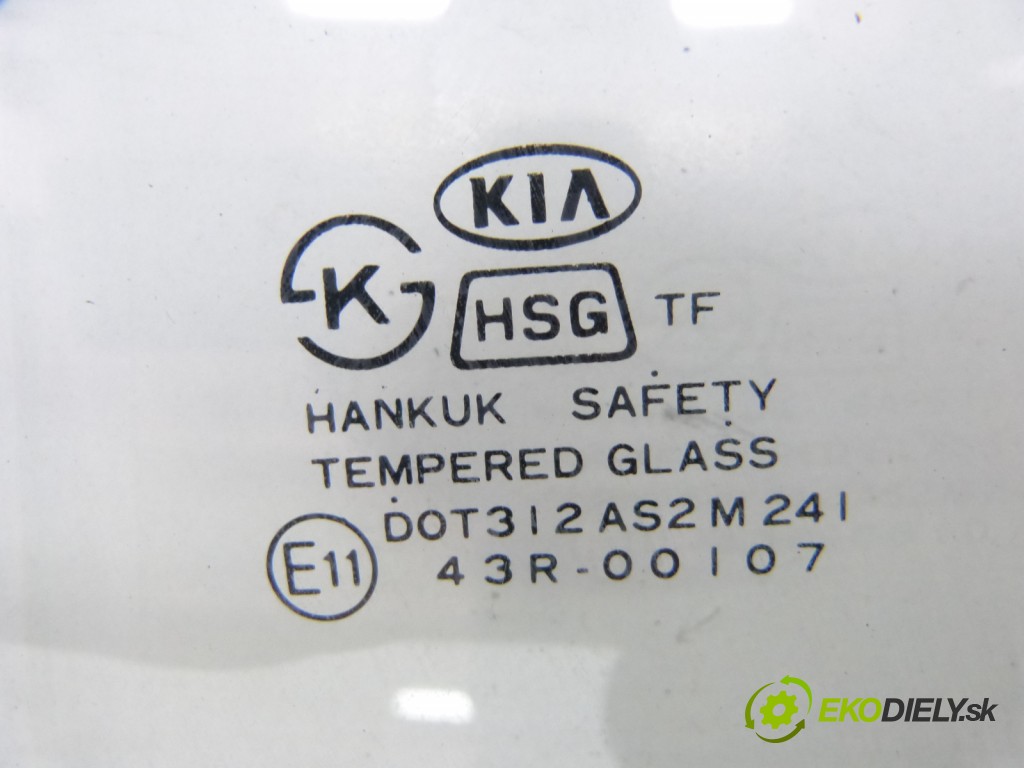 KIA
K
HSG TF
HANKUK SAFETY
TEMPERED GLASS
DOT312AS2M241
E11 43R-00107
EKODIELY.sk